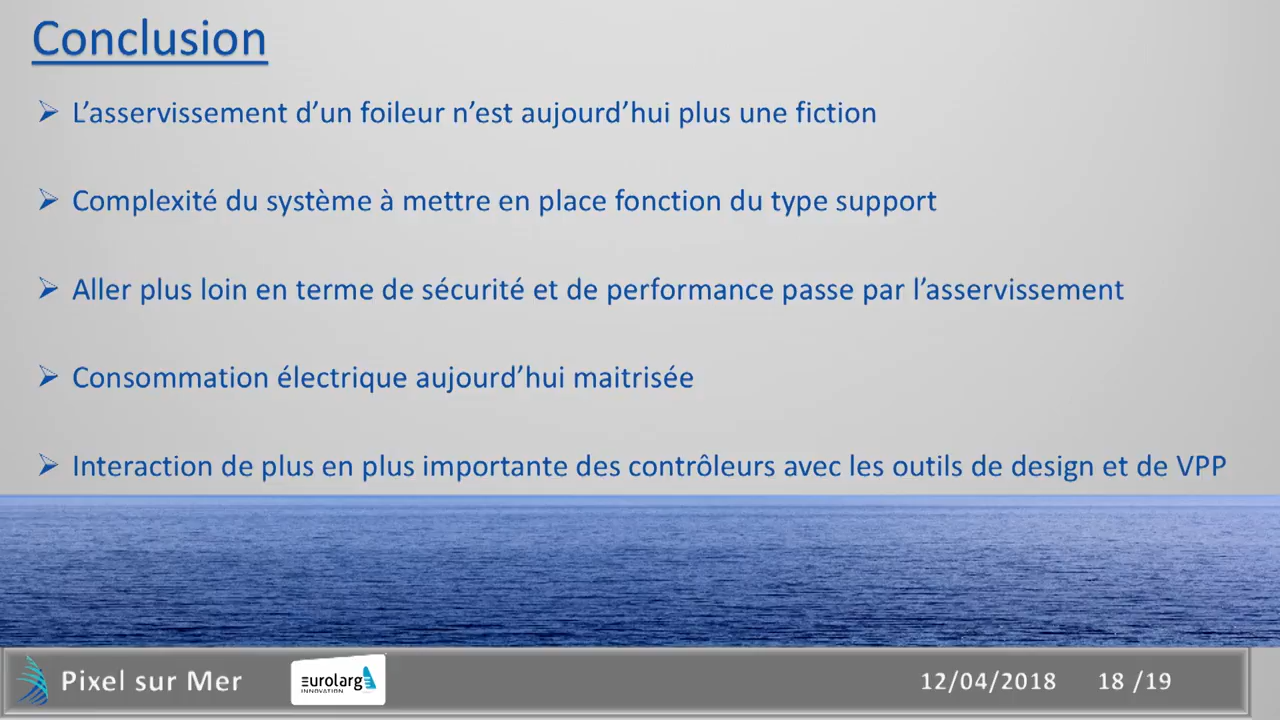 Conclusion
L’asservissement d’un foileur n’est aujourd’hui plus une fiction
Complexité du système à mettre en place fonction du type support
Aller plus loin en terme de sécurité et de performance passe par l’asservissement
Consommation électrique aujourd’hui maitrisée
Interaction de plus en plus importante des contrôleurs avec les outils de design et de VPP
Pixel sur Mer
eurolarge
INNOVATION
12/04/2018
18 /19